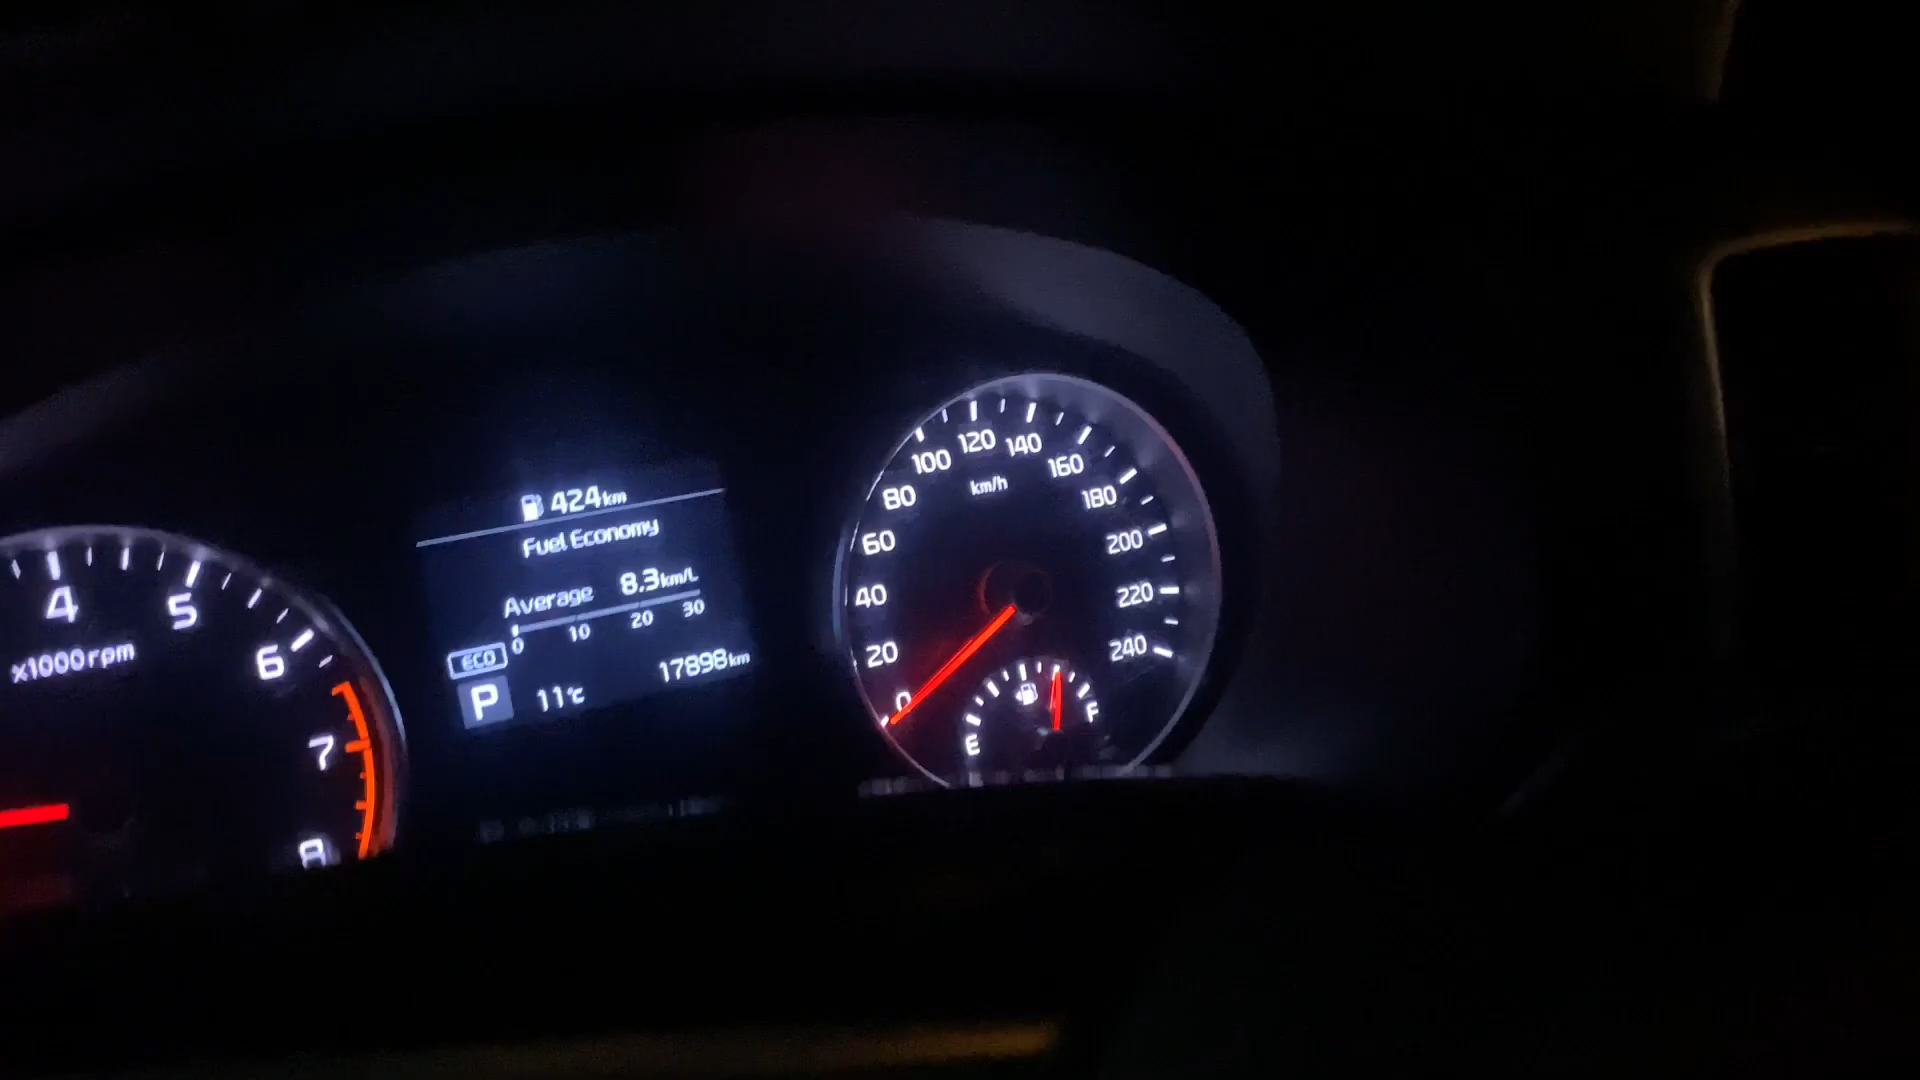 4 5 6 7 8
x1000rpm
424km
Fuel Economy
Average 8.3km/L
0 10 20 30
ECO
17898km
P 11°C
0 20 40 60 80 100 120 140 160 180 200 220 240
km/h
E F